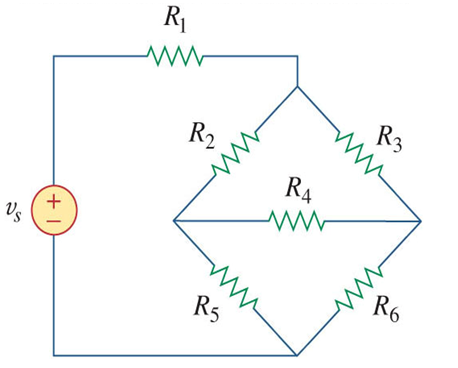 R₁
R₂ R₃
R₄
vₛ + −
R₅ R₆